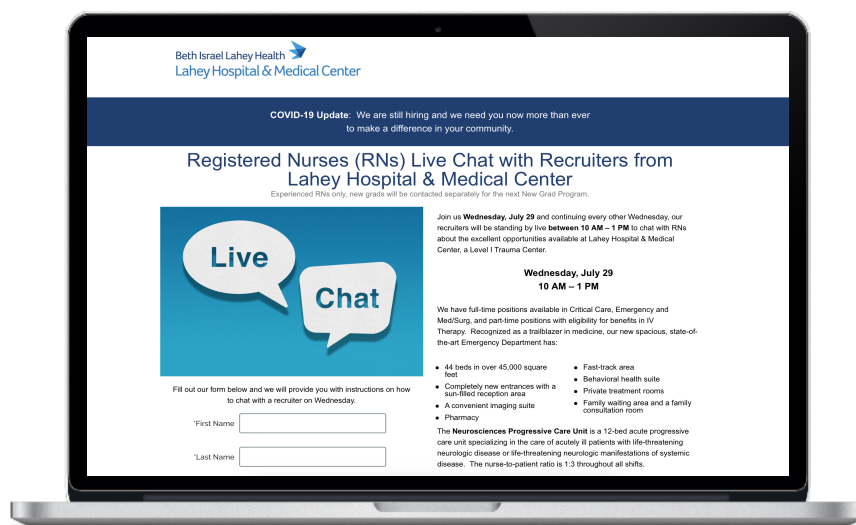 Beth Israel Lahey Health
Lahey Hospital & Medical Center
COVID-19 Update: We are still hiring and we need you now more than ever
to make a difference in your community.
Registered Nurses (RNs) Live Chat with Recruiters from
Lahey Hospital & Medical Center
Experienced RNs only, new grads will be contacted separately for the next New Grad Program.
Live
Chat
Fill out our form below and we will provide you with instructions on how
to chat with a recruiter on Wednesday.
*First Name
*Last Name
Join us Wednesday, July 29 and continuing every other Wednesday, our
recruiters will be standing by live between 10 AM – 1 PM to chat with RNs
about the excellent opportunities available at Lahey Hospital & Medical
Center, a Level I Trauma Center.
Wednesday, July 29
10 AM – 1 PM
We have full-time positions available in Critical Care, Emergency and
Med/Surg, and part-time positions with eligibility for benefits in IV
Therapy. Recognized as a trailblazer in medicine, our new spacious, state-of-
the-art Emergency Department has:
• 44 beds in over 45,000 square
feet
• Completely new entrances with a
sun-filled reception area
• A convenient imaging suite
• Pharmacy
• Fast-track area
• Behavioral health suite
• Private treatment rooms
• Family waiting area and a family
consultation room
The Neurosciences Progressive Care Unit is a 12-bed acute progressive
care unit specializing in the care of acutely ill patients with life-threatening
neurologic disease or life-threatening neurologic manifestations of systemic
disease. The nurse-to-patient ratio is 1:3 throughout all shifts.